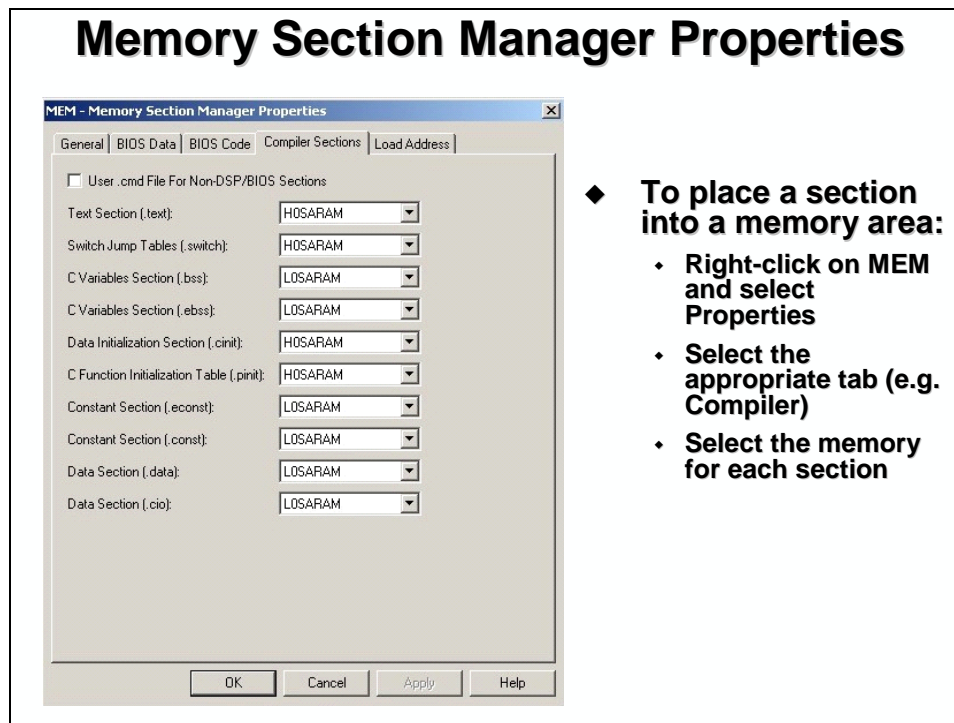 Memory Section Manager Properties
MEM - Memory Section Manager Properties
General
BIOS Data
BIOS Code
Compiler Sections
Load Address
User .cmd File For Non-DSP/BIOS Sections
Text Section (.text): H0SARAM
Switch Jump Tables (.switch): H0SARAM
C Variables Section (.bss): L0SARAM
C Variables Section (.ebss): L0SARAM
Data Initialization Section (.cinit): H0SARAM
C Function Initialization Table (.pinit): H0SARAM
Constant Section (.econst): L0SARAM
Constant Section (.const): L0SARAM
Data Section (.data): L0SARAM
Data Section (.cio): L0SARAM
OK
Cancel
Apply
Help
To place a section
into a memory area:
Right-click on MEM
and select
Properties
Select the
appropriate tab (e.g.
Compiler)
Select the memory
for each section